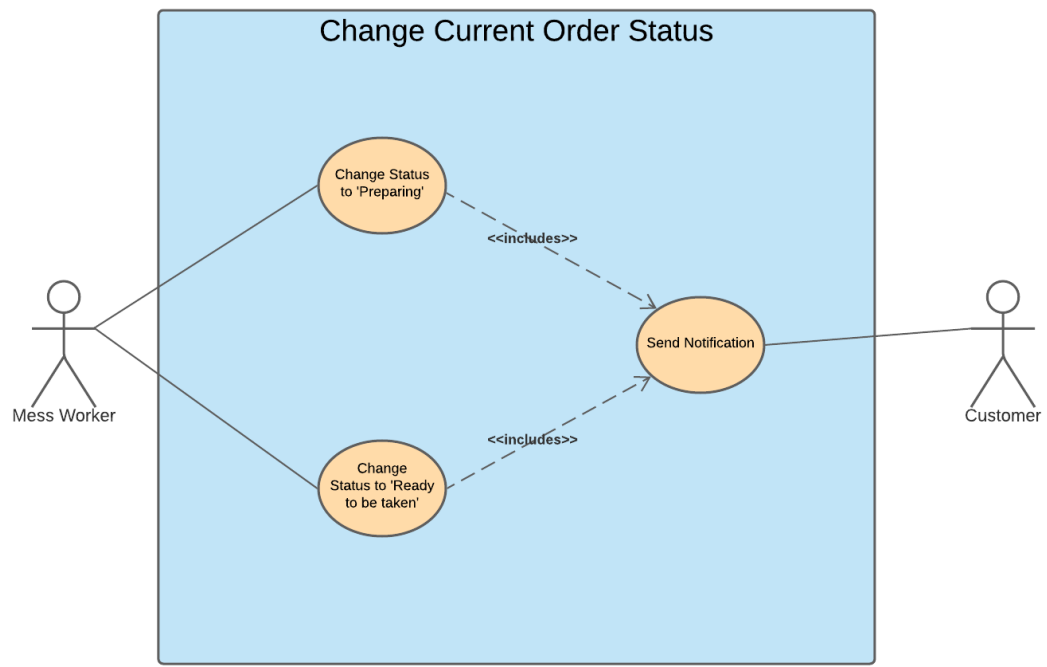 Change Current Order Status
Change Status
to 'Preparing'
<<includes>>
Mess Worker
Send Notification
Customer
<<includes>>
Change
Status to 'Ready
to be taken'